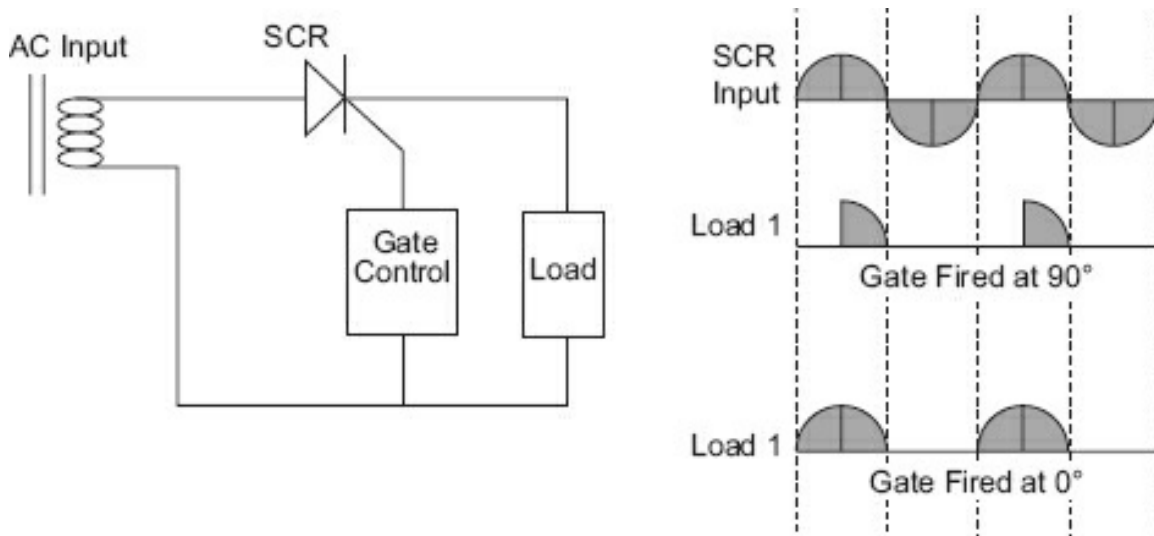 AC Input
SCR
Gate
Control
Load
SCR
Input
Load 1
Gate Fired at 90°
Load 1
Gate Fired at 0°